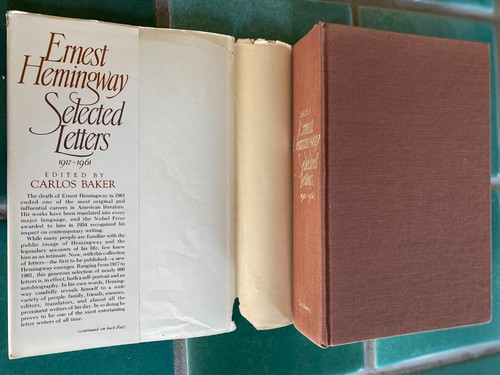 Ernest
Hemingway
Selected
Letters
1917-1961
EDITED BY
CARLOS BAKER
The death of Ernest Hemingway in 1961
ended one of the most original and
influential careers in American literature.
His works have been translated into every
major language, and the Nobel Prize
awarded to him in 1954 recognized his
impact on contemporary writing.
While many people are familiar with the
public image of Hemingway and the
legendary accounts of his life, few knew
him as an intimate. Now, with this collection
of letters—the first to be published—a new
Hemingway emerges. Ranging from 1917 to
1961, this generous selection of nearly 600
letters is, in effect, both a self-portrait and an
autobiography. In his own words, Heming-
way candidly reveals himself to a wide
variety of people: family, friends, enemies,
editors, translators, and almost all the
prominent writers of his day. In so doing he
proves to be one of the most entertaining
letter writers of all time.
(continued on back flap)
Ernest
Hemingway
Selected
Letters